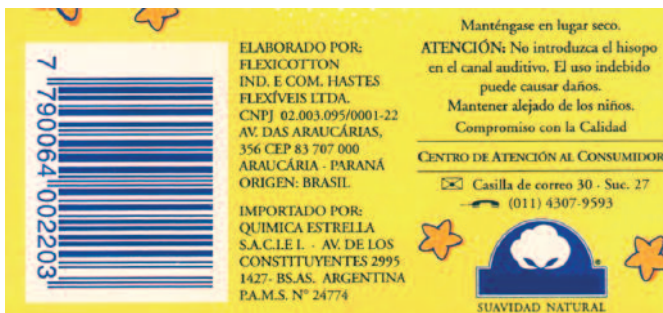 7 790064 002203
ELABORADO POR:
FLEXICOTTON
IND. E COM. HASTES
FLEXÍVEIS LTDA.
CNPJ 02.003.095/0001-22
AV. DAS ARAUCÁRIAS,
356 CEP 83 707 000
ARAUCÁRIA - PARANÁ
ORIGEN: BRASIL
IMPORTADO POR:
QUIMICA ESTRELLA
S.A.C.I.E I. - AV. DE LOS
CONSTITUYENTES 2995
1427- BS.AS. ARGENTINA
P.A.M.S. N° 24774
Manténgase en lugar seco.
ATENCIÓN: No introduzca el hisopo
en el canal auditivo. El uso indebido
puede causar daños.
Mantener alejado de los niños.
Compromiso con la Calidad
CENTRO DE ATENCIÓN AL CONSUMIDOR
Casilla de correo 30 - Suc. 27
(011) 4307-9593
SUAVIDAD NATURAL